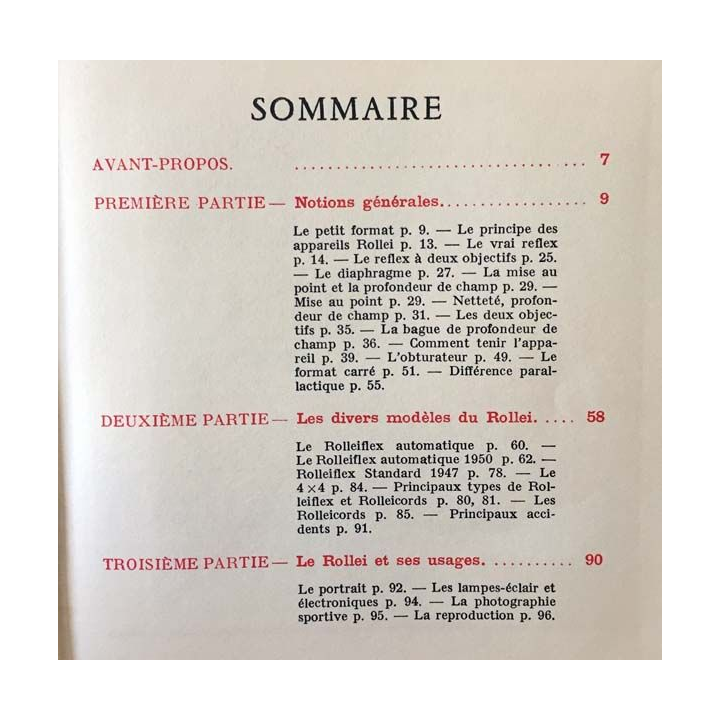 SOMMAIRE
AVANT-PROPOS. ................................ 7
PREMIÈRE PARTIE — Notions générales.................. 9
Le petit format p. 9. — Le principe des
appareils Rollei p. 13. — Le vrai reflex
p. 14. — Le reflex à deux objectifs p. 25.
— Le diaphragme p. 27. — La mise au
point et la profondeur de champ p. 29. —
Mise au point p. 29. — Netteté, profon-
deur de champ p. 31. — Les deux objec-
tifs p. 35. — La bague de profondeur de
champ p. 36. — Comment tenir l'appa-
reil p. 39. — L'obturateur p. 49. — Le
format carré p. 51. — Différence paral-
lactique p. 55.
DEUXIÈME PARTIE — Les divers modèles du Rollei. .... 58
Le Rolleiflex automatique p. 60. —
Le Rolleiflex automatique 1950 p. 62. —
Rolleiflex Standard 1947 p. 78. — Le
4×4 p. 84. — Principaux types de Rol-
leiflex et Rolleicords p. 80, 81. — Les
Rolleicords p. 85. — Principaux acci-
dents p. 91.
TROISIÈME PARTIE — Le Rollei et ses usages. .......... 90
Le portrait p. 92. — Les lampes-éclair et
électroniques p. 94. — La photographie
sportive p. 95. — La reproduction p. 96.